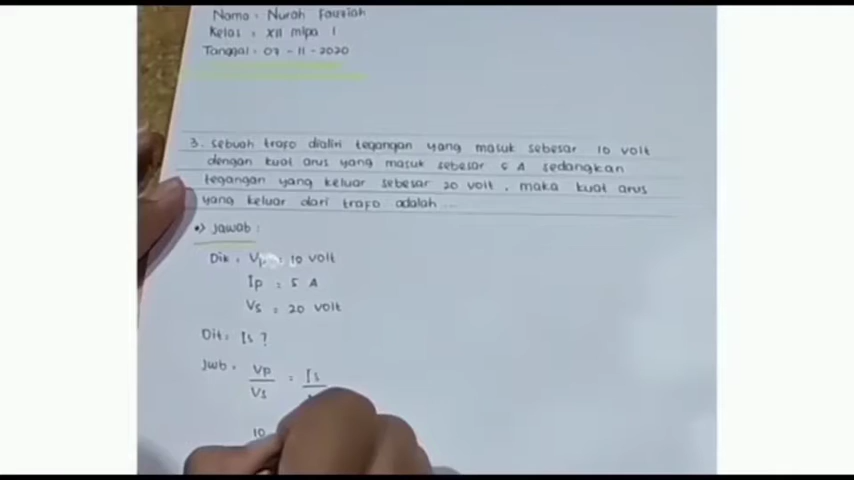 Nama : Nurah Fauziah
Kelas : XII mipa 1
Tanggal : 07 - 11 - 2020
3. sebuah trafo dialiri tegangan yang masuk sebesar 10 volt
dengan kuat arus yang masuk sebesar 5 A sedangkan
tegangan yang keluar sebesar 20 volt , maka kuat arus
yang keluar dari trafo adalah ...
=> Jawab :
Dik : Vp = 10 volt
Ip = 5 A
Vs = 20 volt
Dit : Is ?
Jwb : Vp = Is
Vs
10